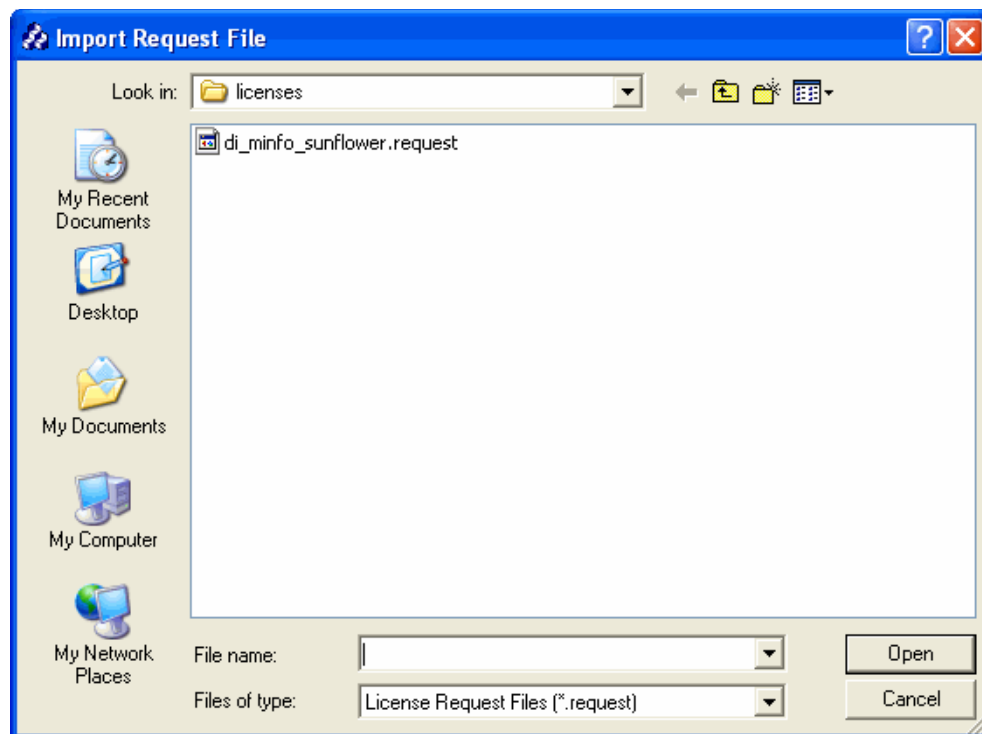 Import Request File
Look in:
licenses
di_minfo_sunflower.request
My Recent
Documents
Desktop
My Documents
My Computer
My Network
Places
File name:
Open
Files of type:
License Request Files (*.request)
Cancel